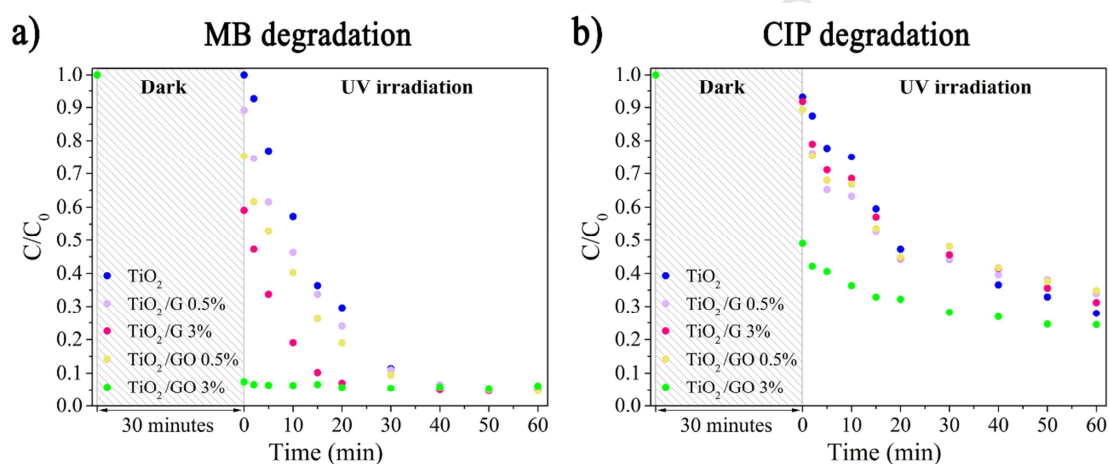 a) MB degradation
1.0
0.9
0.8
0.7
0.6
0.5
0.4
0.3
0.2
0.1
0.0
C/C0
Dark
UV irradiation
TiO2
TiO2/G 0.5%
TiO2/G 3%
TiO2/GO 0.5%
TiO2/GO 3%
30 minutes
0 10 20 30 40 50 60
Time (min)
b) CIP degradation
1.0
0.9
0.8
0.7
0.6
0.5
0.4
0.3
0.2
0.1
0.0
C/C0
Dark
UV irradiation
TiO2
TiO2/G 0.5%
TiO2/G 3%
TiO2/GO 0.5%
TiO2/GO 3%
30 minutes
0 10 20 30 40 50 60
Time (min)